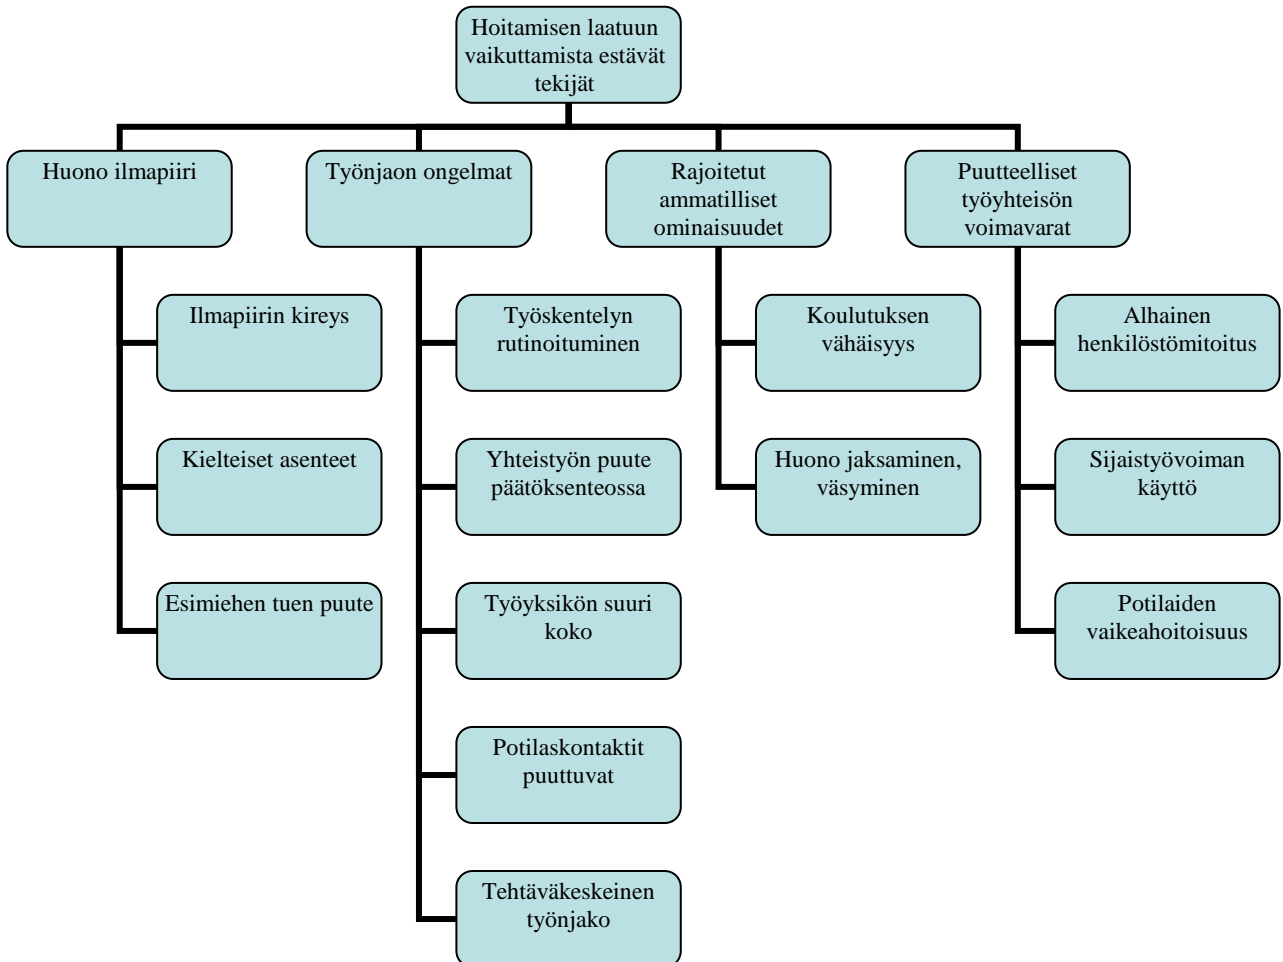 Hoitamisen laatuun
vaikuttamista estävät
tekijät
Huono ilmapiiri
Työnjaon ongelmat
Rajoitetut
ammatilliset
ominaisuudet
Puutteelliset
työyhteisön
voimavarat
Ilmapiirin kireys
Kielteiset asenteet
Esimiehen tuen puute
Työskentelyn
rutinoituminen
Yhteistyön puute
päätöksenteossa
Työyksikön suuri
koko
Potilaskontaktit
puuttuvat
Tehtäväkeskeinen
työnjako
Koulutuksen
vähäisyys
Huono jaksaminen,
väsyminen
Alhainen
henkilöstömitoitus
Sijaistyövoiman
käyttö
Potilaiden
vaikeahoitoisuus